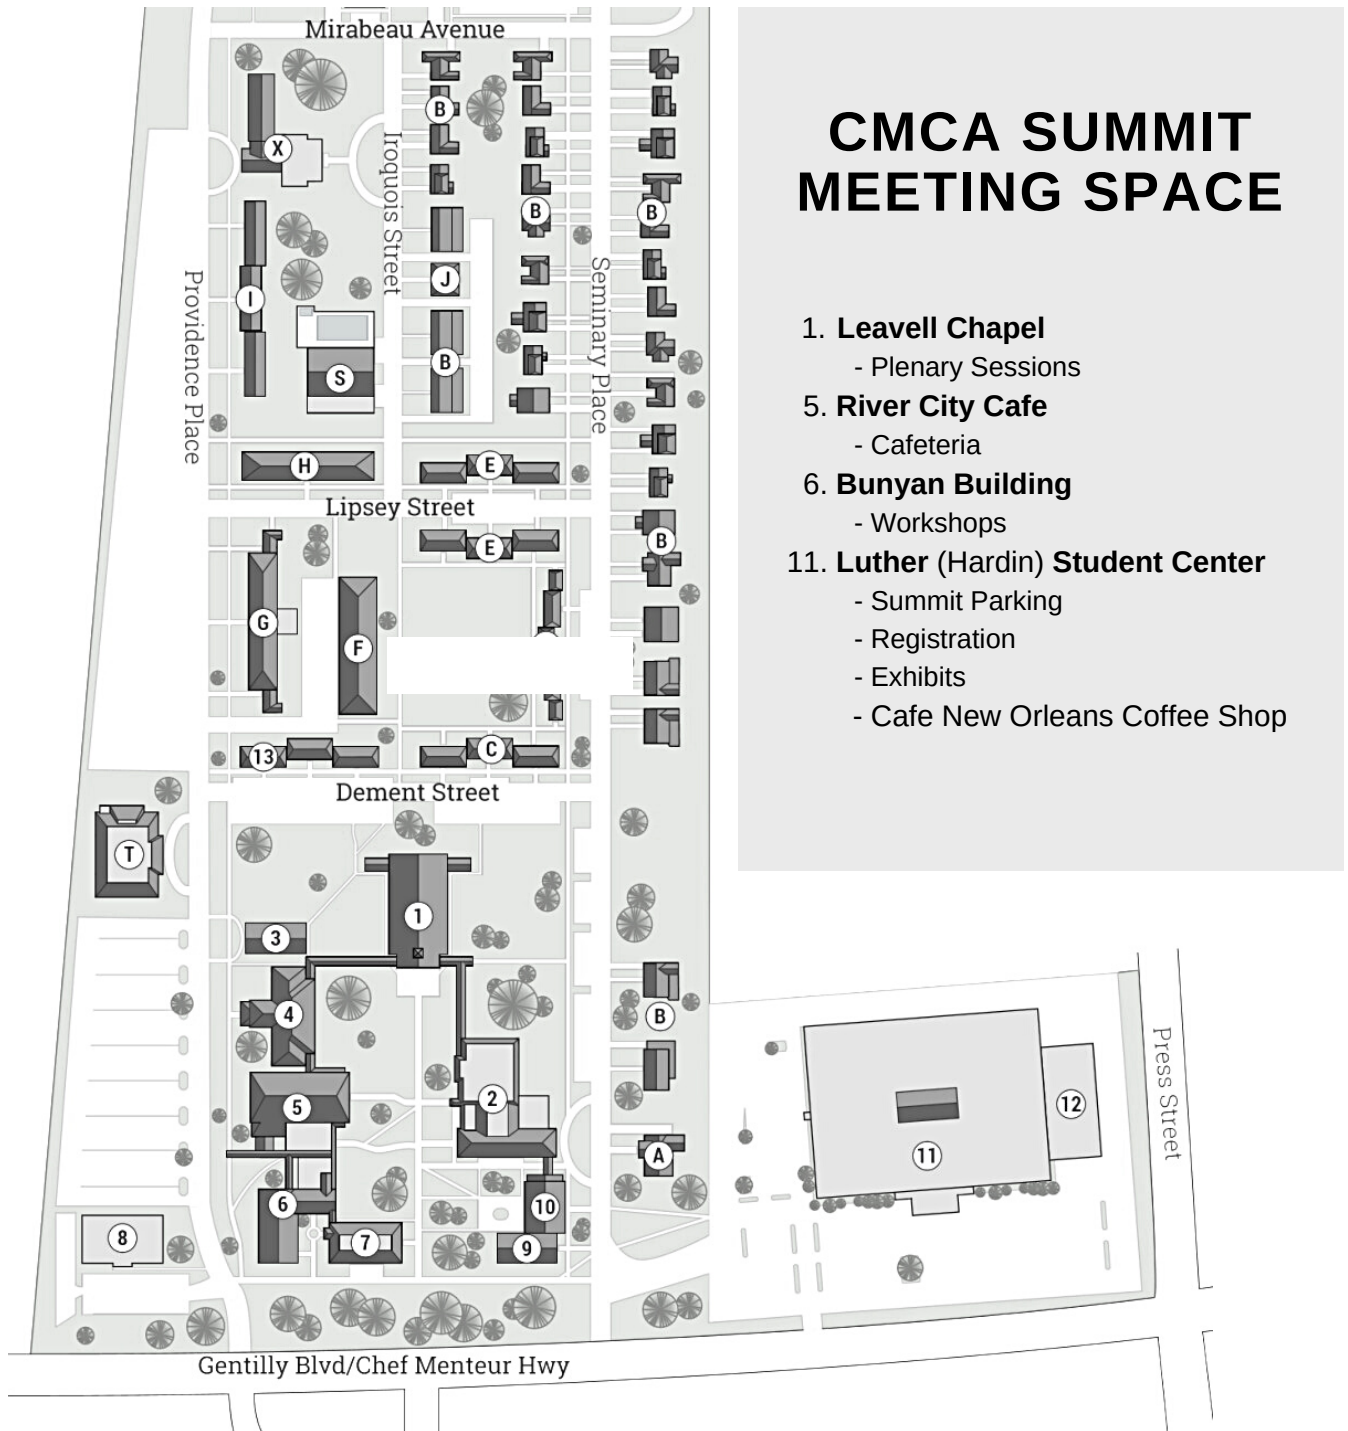 Mirabeau Avenue
CMCA SUMMIT
MEETING SPACE
1. Leavell Chapel
- Plenary Sessions
5. River City Cafe
- Cafeteria
6. Bunyan Building
- Workshops
11. Luther (Hardin) Student Center
- Summit Parking
- Registration
- Exhibits
- Cafe New Orleans Coffee Shop
B
X
Iroquois Street
B
B
J
I
Providence Place
Seminary Place
B
S
H
E
Lipsey Street
E
B
G
F
13
C
Dement Street
T
1
3
4
B
5
2
12
Press Street
11
A
6
10
8
7
9
Gentilly Blvd/Chef Menteur Hwy